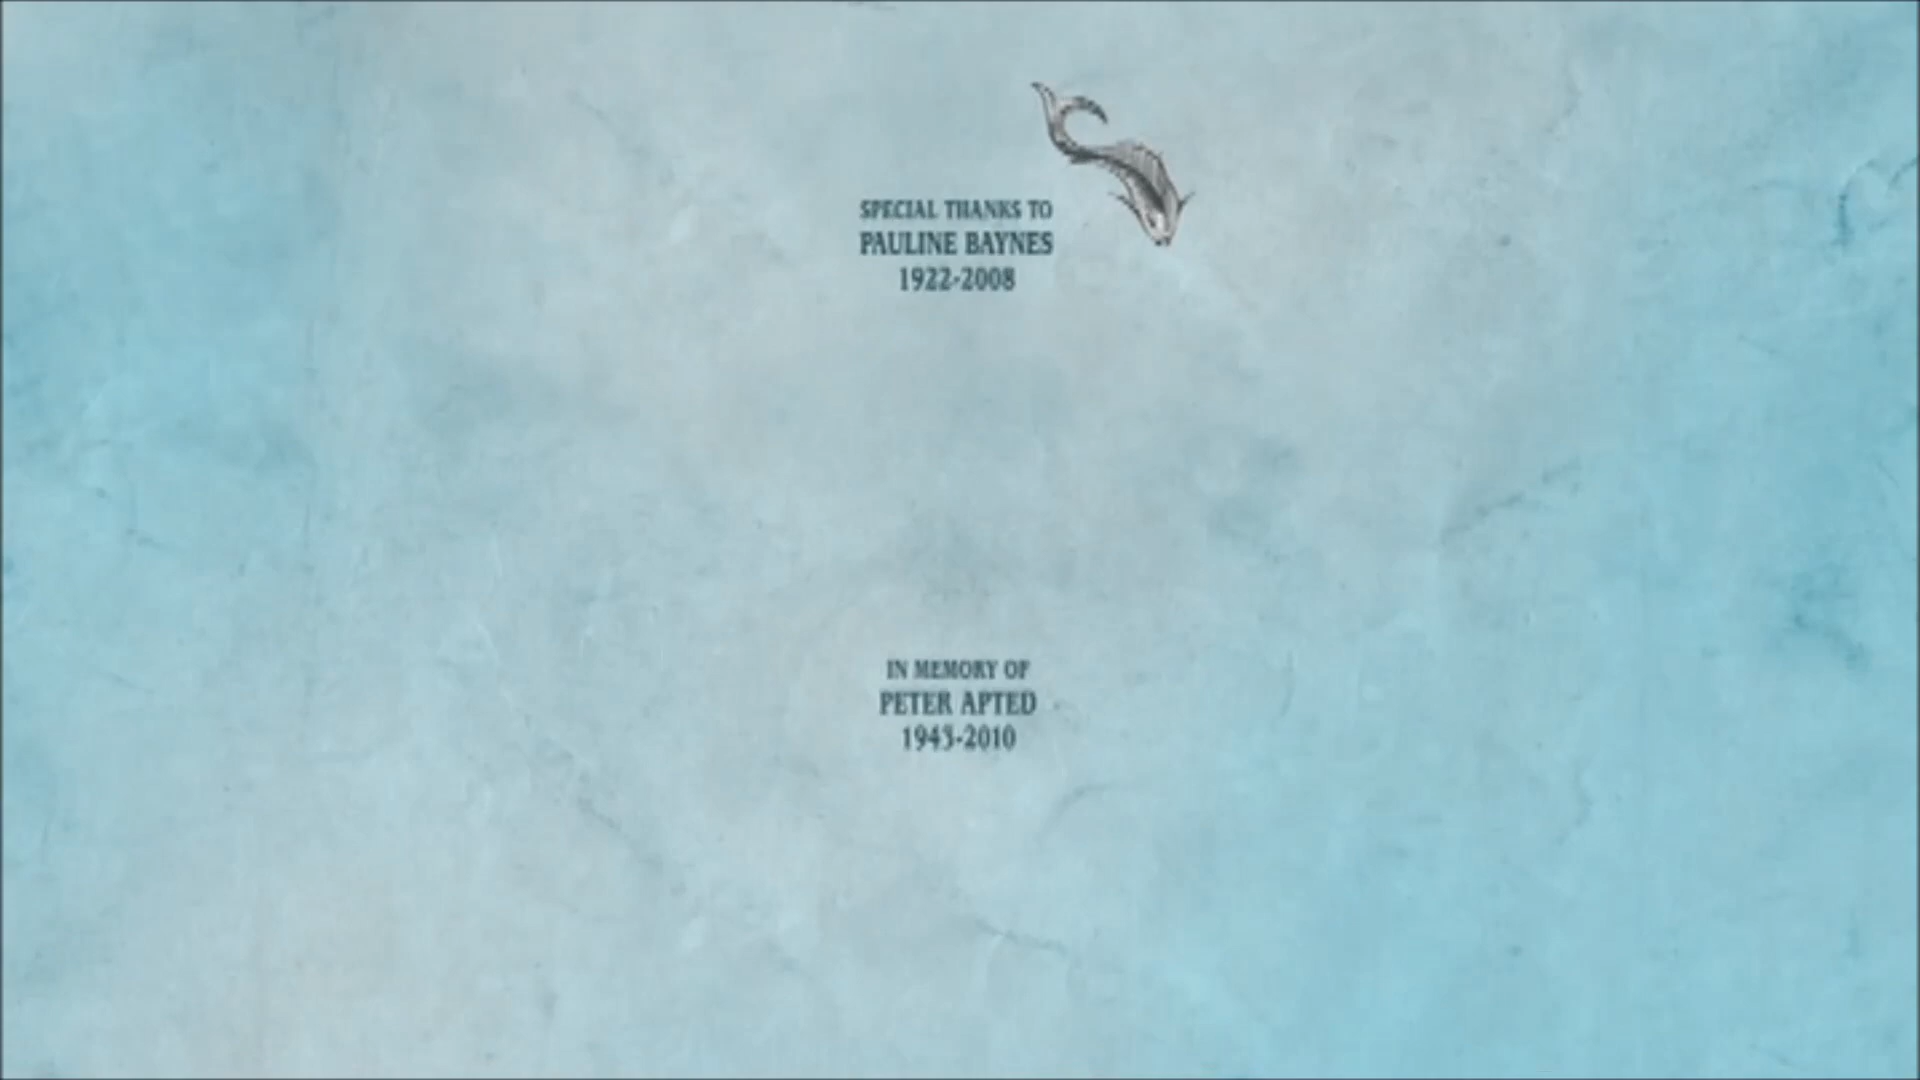 SPECIAL THANKS TO
PAULINE BAYNES
1922-2008
IN MEMORY OF
PETER APTED
1943-2010